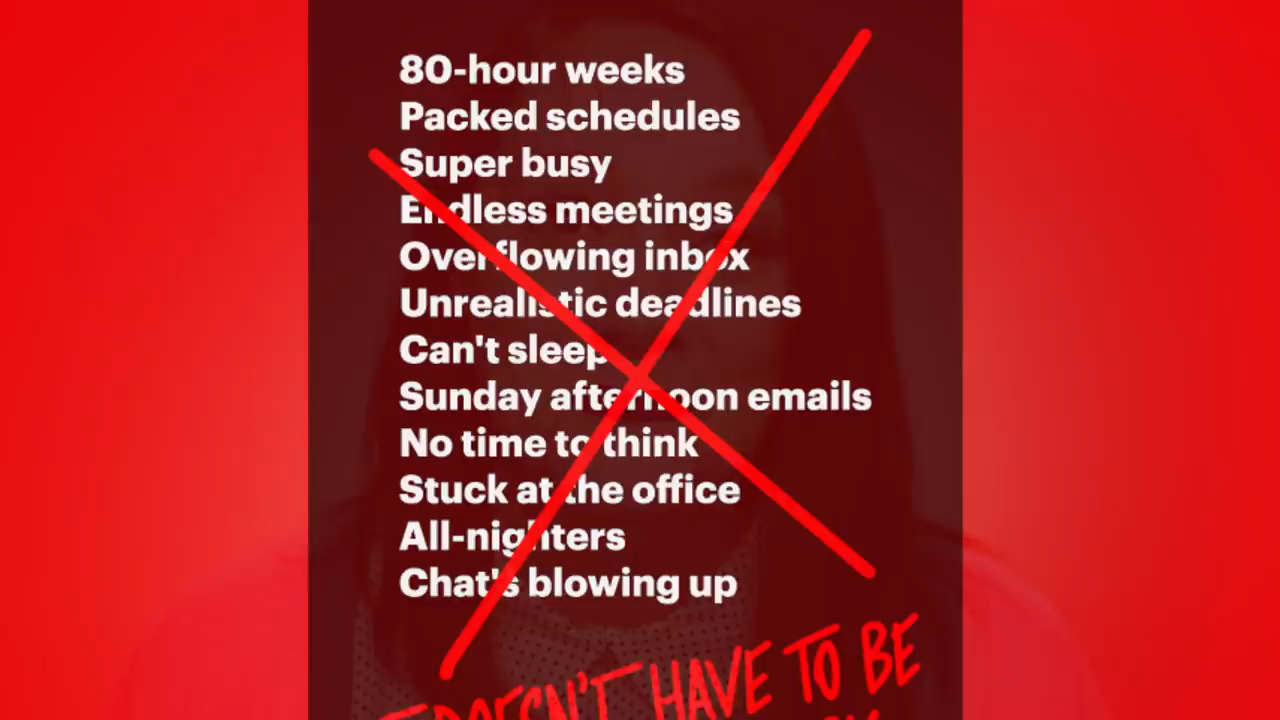 80-hour weeks
Packed schedules
Super busy
Endless meetings
Overflowing inbox
Unrealistic deadlines
Can't sleep
Sunday afternoon emails
No time to think
Stuck at the office
All-nighters
Chat's blowing up
DOESN'T HAVE TO BE